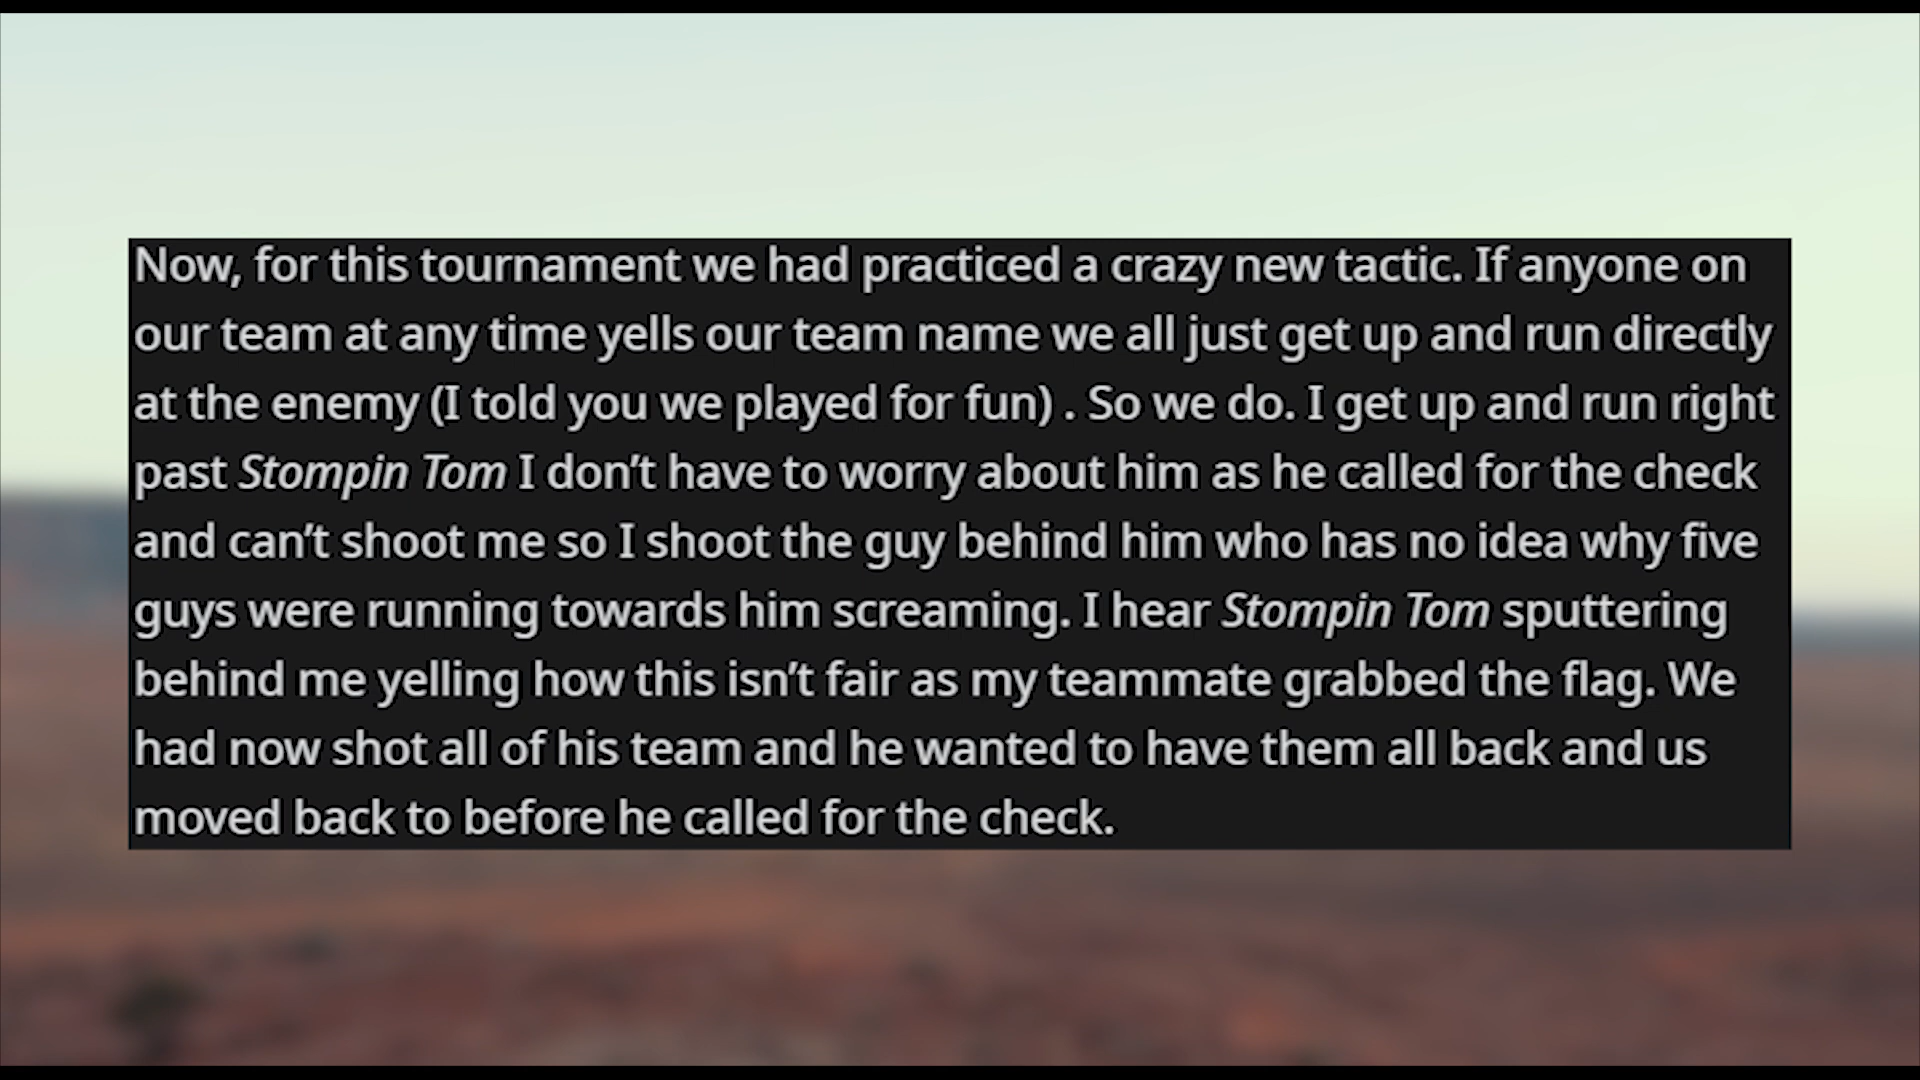 Now, for this tournament we had practiced a crazy new tactic. If anyone on
our team at any time yells our team name we all just get up and run directly
at the enemy (I told you we played for fun) . So we do. I get up and run right
past Stompin Tom I don’t have to worry about him as he called for the check
and can’t shoot me so I shoot the guy behind him who has no idea why five
guys were running towards him screaming. I hear Stompin Tom sputtering
behind me yelling how this isn’t fair as my teammate grabbed the flag. We
had now shot all of his team and he wanted to have them all back and us
moved back to before he called for the check.